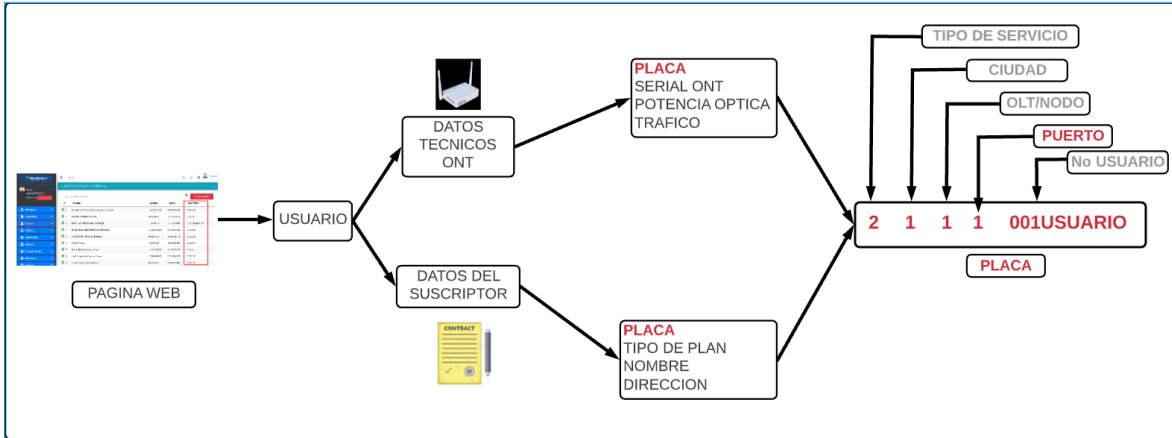 TIPO DE SERVICIO
CIUDAD
OLT/NODO
PUERTO
No USUARIO
2 1 1 1 001USUARIO
PLACA
PLACA
SERIAL ONT
POTENCIA OPTICA
TRAFICO
DATOS
TECNICOS
ONT
USUARIO
PAGINA WEB
DATOS DEL
SUSCRIPTOR
CONTRACT
PLACA
TIPO DE PLAN
NOMBRE
DIRECCION